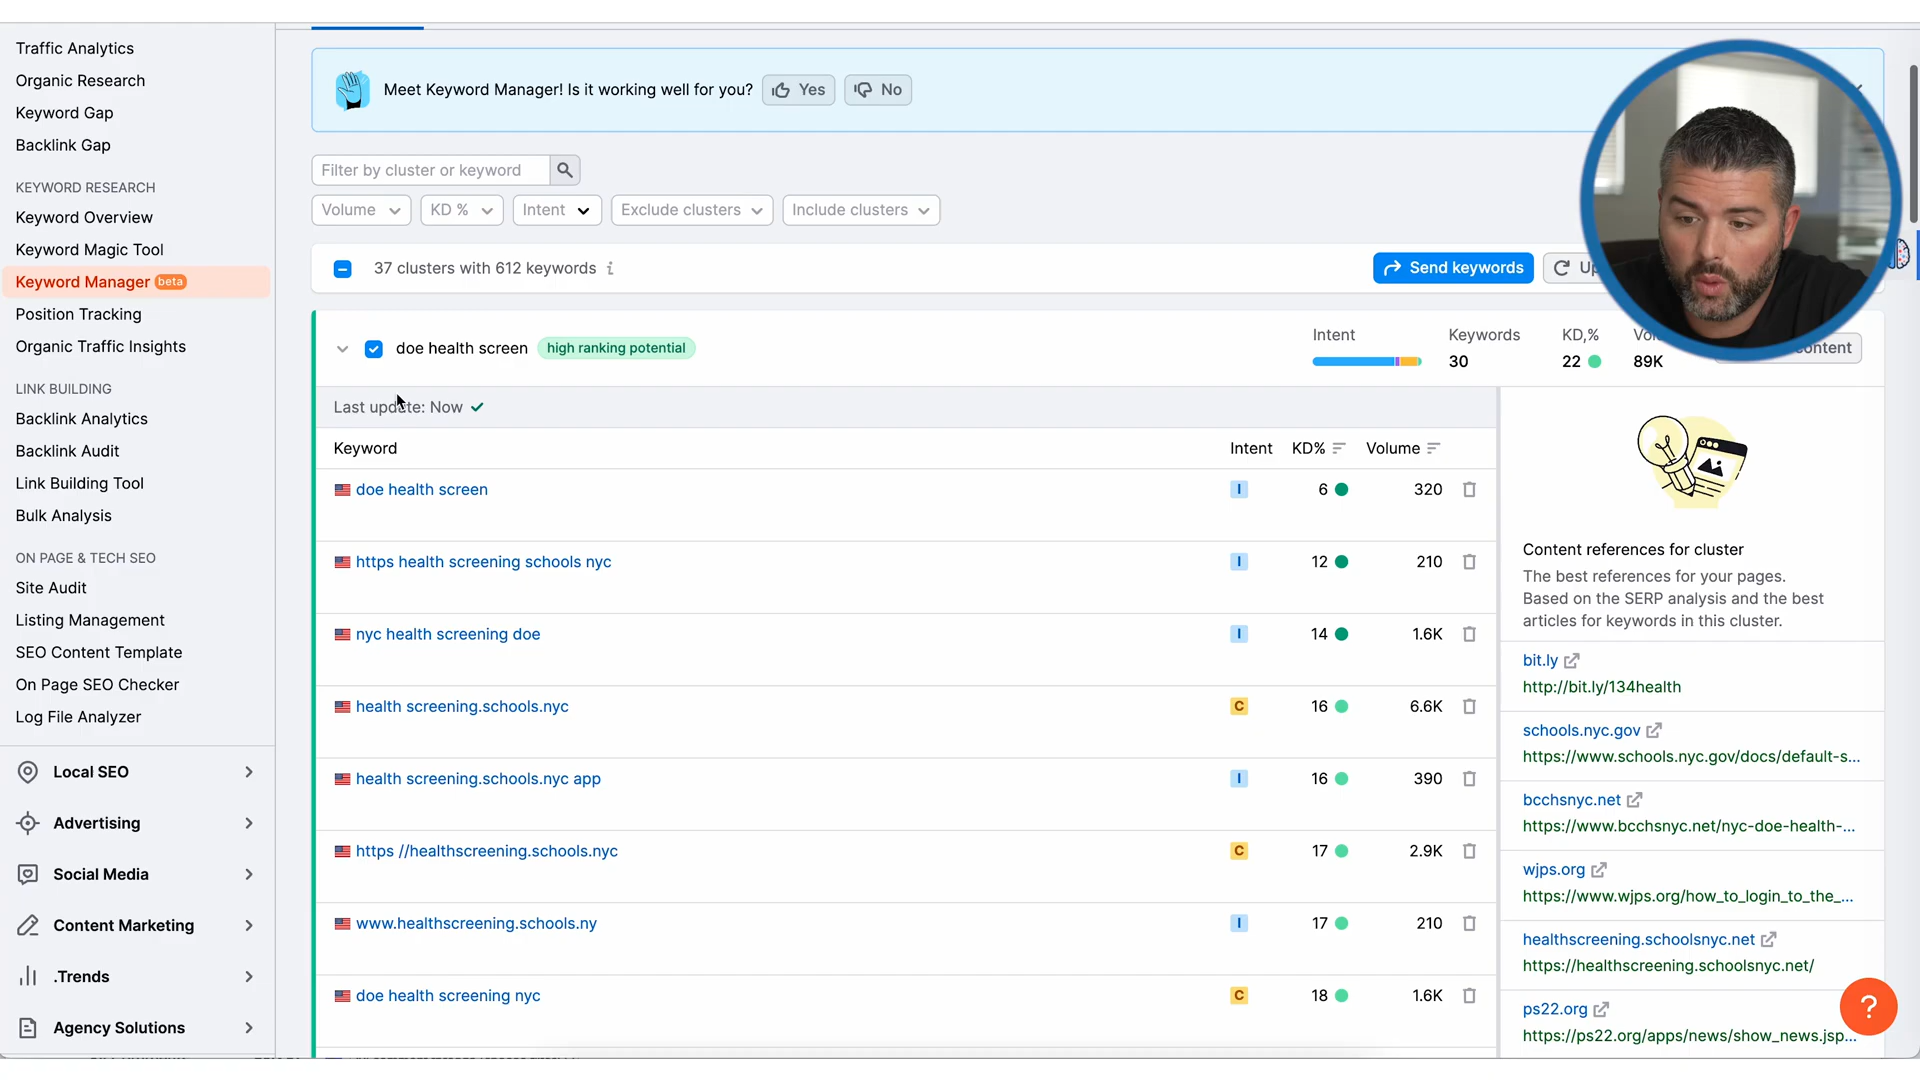 Traffic Analytics
Organic Research
Keyword Gap
Backlink Gap
KEYWORD RESEARCH
Keyword Overview
Keyword Magic Tool
Keyword Manager beta
Position Tracking
Organic Traffic Insights
LINK BUILDING
Backlink Analytics
Backlink Audit
Link Building Tool
Bulk Analysis
ON PAGE & TECH SEO
Site Audit
Listing Management
SEO Content Template
On Page SEO Checker
Log File Analyzer
Local SEO
Advertising
Social Media
Content Marketing
.Trends
Agency Solutions
Meet Keyword Manager! Is it working well for you? Yes No
Filter by cluster or keyword
Volume KD % Intent Exclude clusters Include clusters
37 clusters with 612 keywords i Send keywords
doe health screen high ranking potential
Intent Keywords KD,%
30 22 89K
Last update: Now
Keyword Intent KD% Volume
doe health screen I 6 320
https health screening schools nyc I 12 210
nyc health screening doe I 14 1.6K
health screening.schools.nyc C 16 6.6K
health screening.schools.nyc app I 16 390
https //healthscreening.schools.nyc C 17 2.9K
www.healthscreening.schools.ny I 17 210
doe health screening nyc C 18 1.6K
Content references for cluster
The best references for your pages.
Based on the SERP analysis and the best
articles for keywords in this cluster.
bit.ly
http://bit.ly/134health
schools.nyc.gov
https://www.schools.nyc.gov/docs/default-s...
bcchsnyc.net
https://www.bcchsnyc.net/nyc-doe-health-...
wjps.org
https://www.wjps.org/how_to_login_to_the_...
healthscreening.schoolsnyc.net
https://healthscreening.schoolsnyc.net/
ps22.org
https://ps22.org/apps/news/show_news.jsp...
?